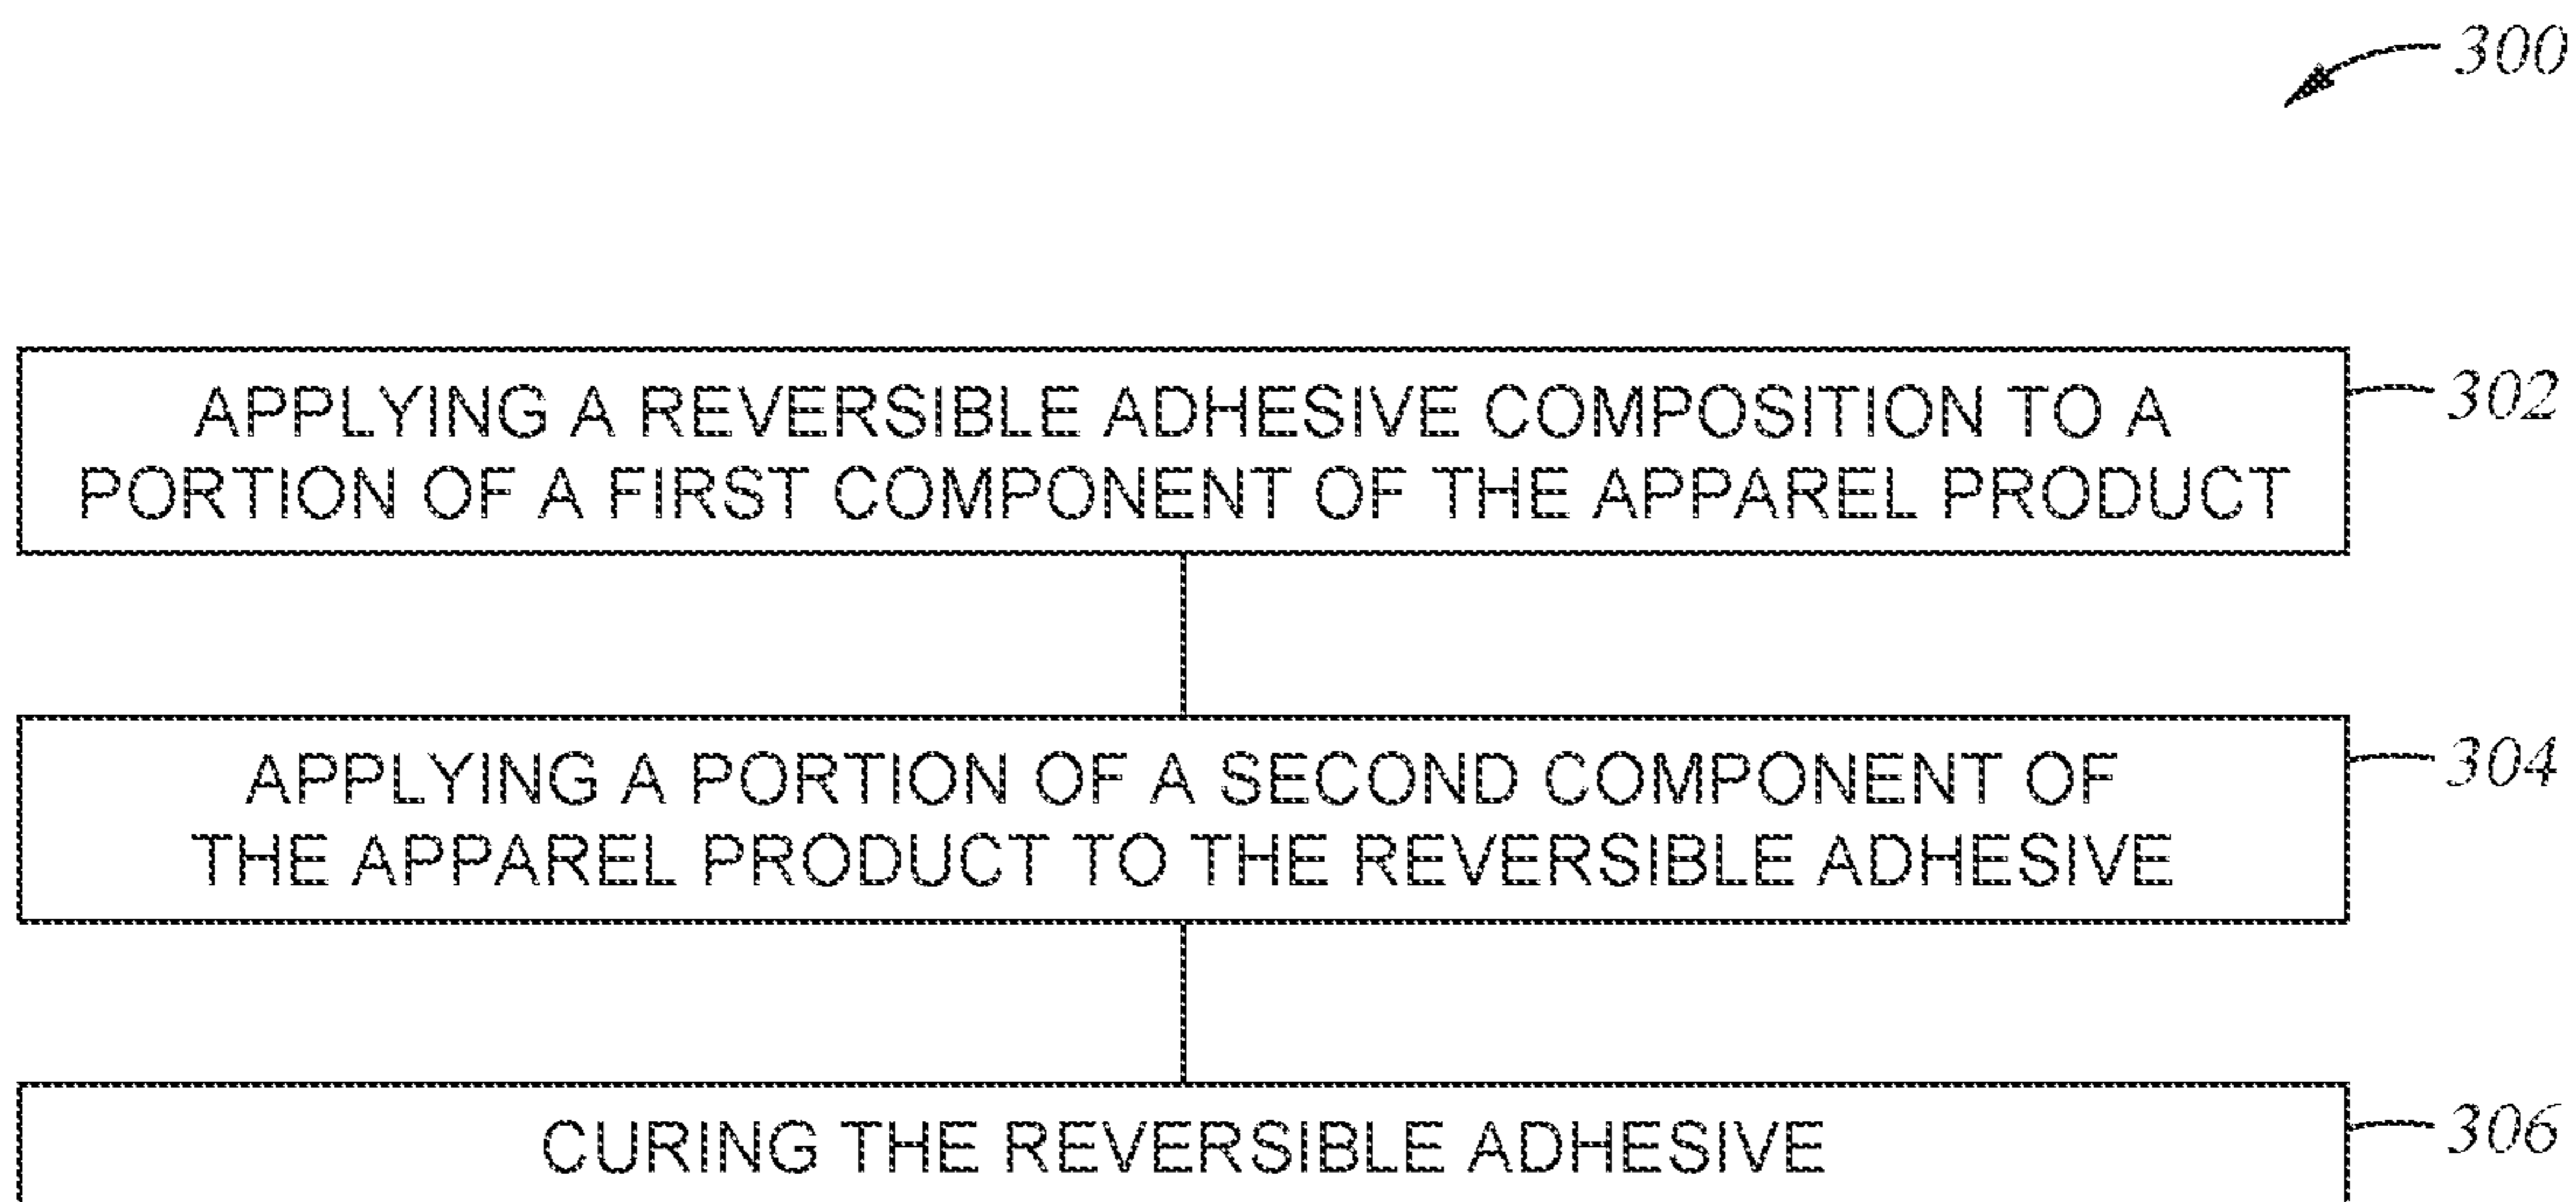 300
APPLYING A REVERSIBLE ADHESIVE COMPOSITION TO A
PORTION OF A FIRST COMPONENT OF THE APPAREL PRODUCT
302
APPLYING A PORTION OF A SECOND COMPONENT OF
THE APPAREL PRODUCT TO THE REVERSIBLE ADHESIVE
304
CURING THE REVERSIBLE ADHESIVE
306